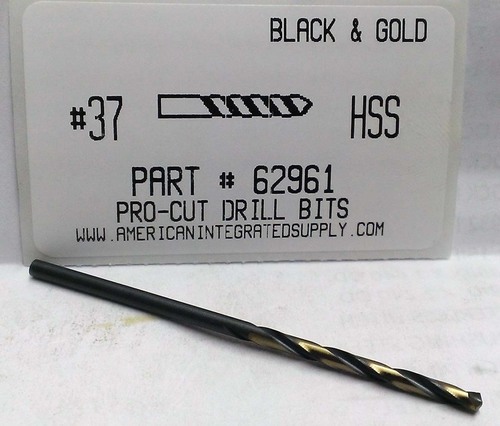 BLACK & GOLD
#37 HSS
PART # 62961
PRO-CUT DRILL BITS
WWW.AMERICANINTEGRATEDSUPPLY.COM